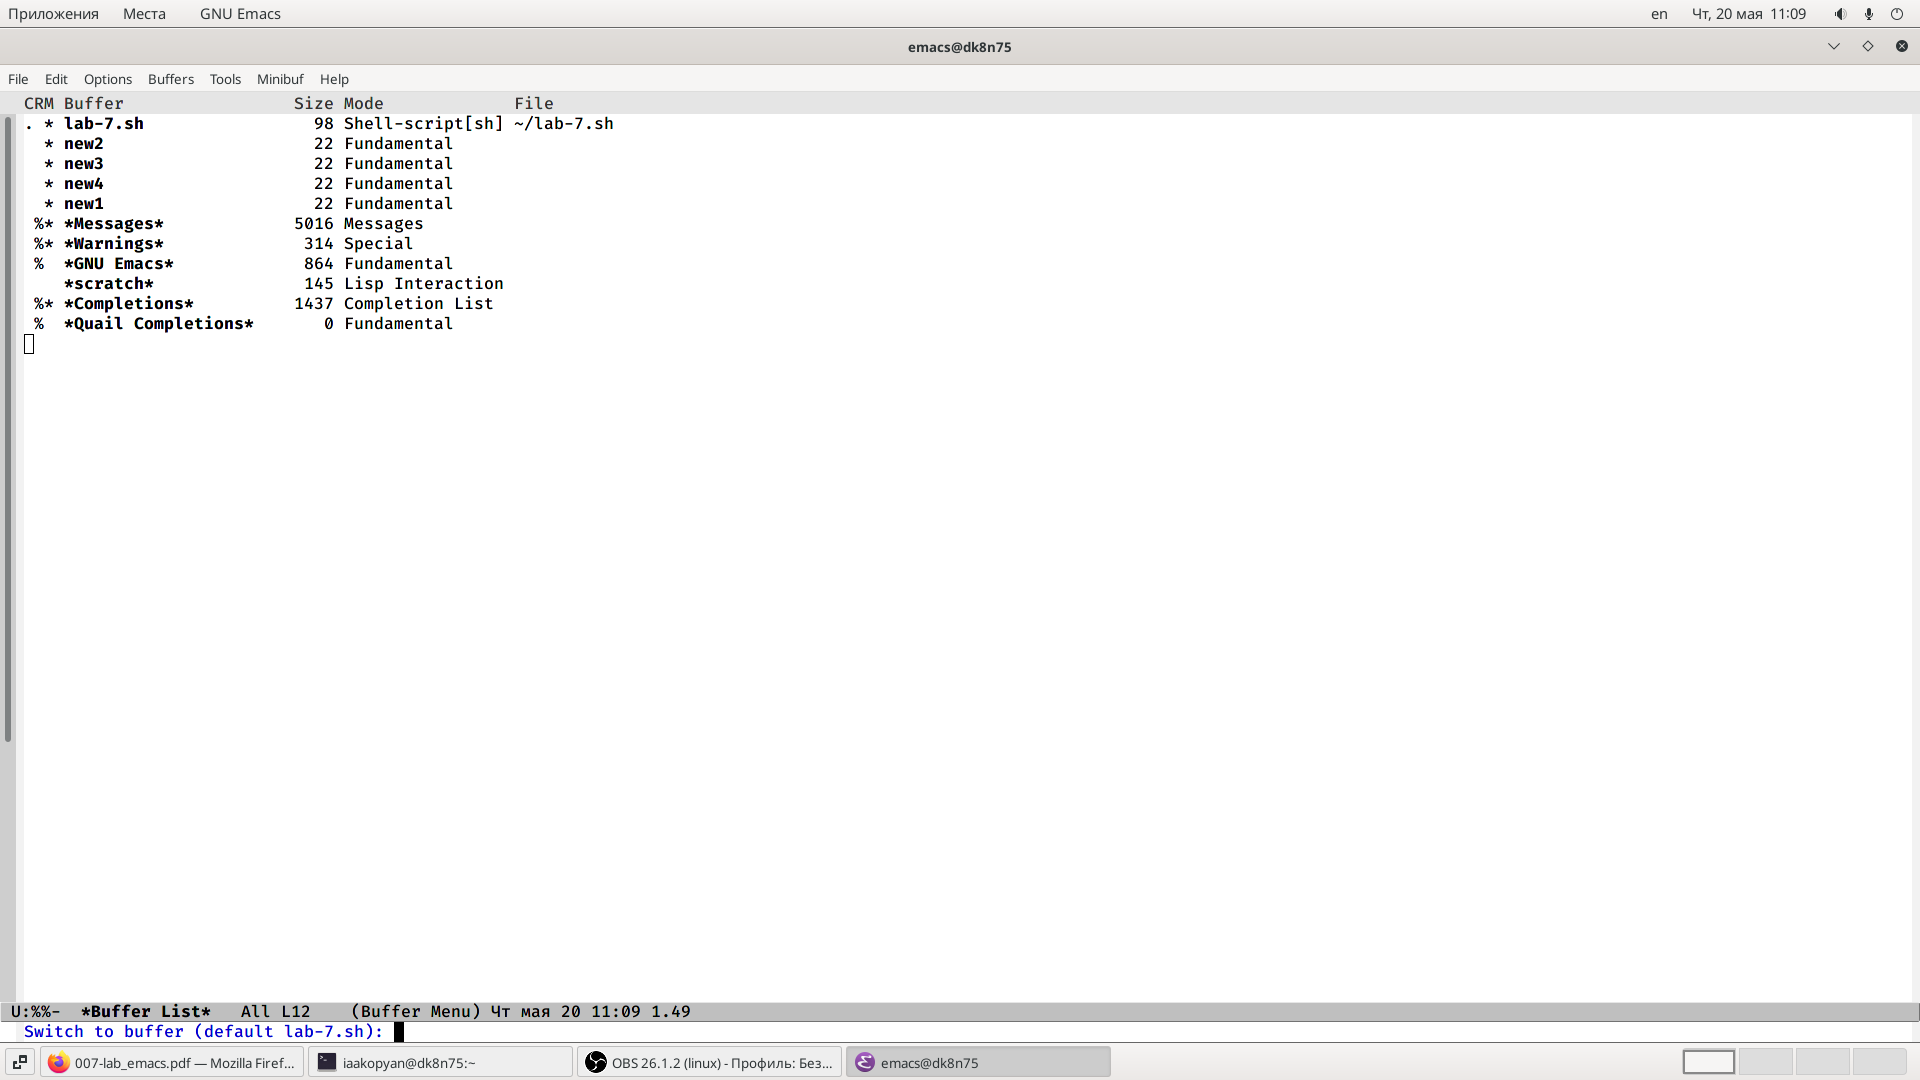 Приложения Места GNU Emacs en Чт, 20 мая 11:09
emacs@dk8n75
File Edit Options Buffers Tools Minibuf Help
CRM Buffer Size Mode File
. * lab-7.sh 98 Shell-script[sh] ~/lab-7.sh
* new2 22 Fundamental
* new3 22 Fundamental
* new4 22 Fundamental
* new1 22 Fundamental
%* *Messages* 5016 Messages
%* *Warnings* 314 Special
% *GNU Emacs* 864 Fundamental
*scratch* 145 Lisp Interaction
%* *Completions* 1437 Completion List
% *Quail Completions* 0 Fundamental
U:%%- *Buffer List* All L12 (Buffer Menu) Чт мая 20 11:09 1.49
Switch to buffer (default lab-7.sh):
007-lab_emacs.pdf — Mozilla Firef... iaakopyan@dk8n75:~ OBS 26.1.2 (linux) - Профиль: Без... emacs@dk8n75